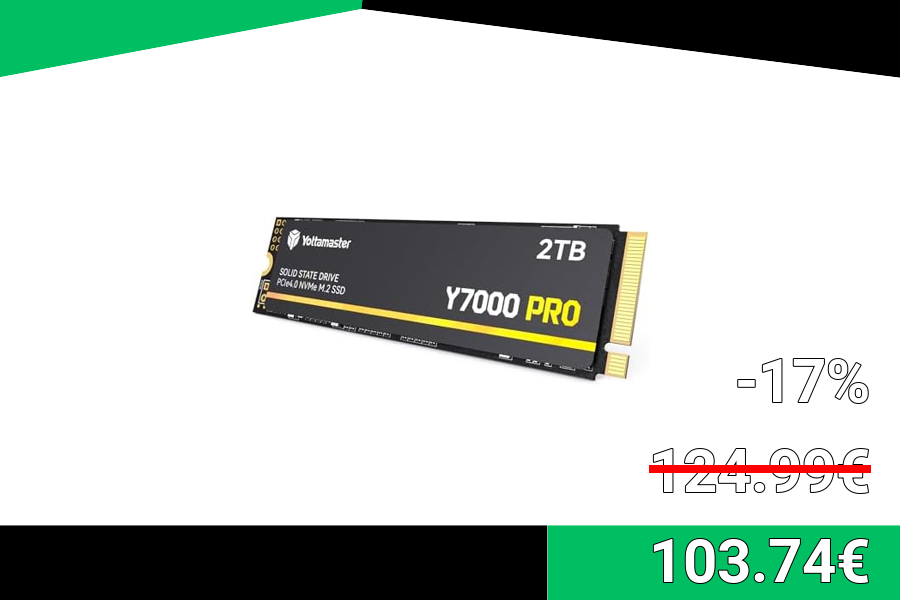 Yottamaster
2TB
SOLID STATE DRIVE
PCIe4.0 NVMe M.2 SSD
Y7000 PRO
-17%
124.99€
103.74€